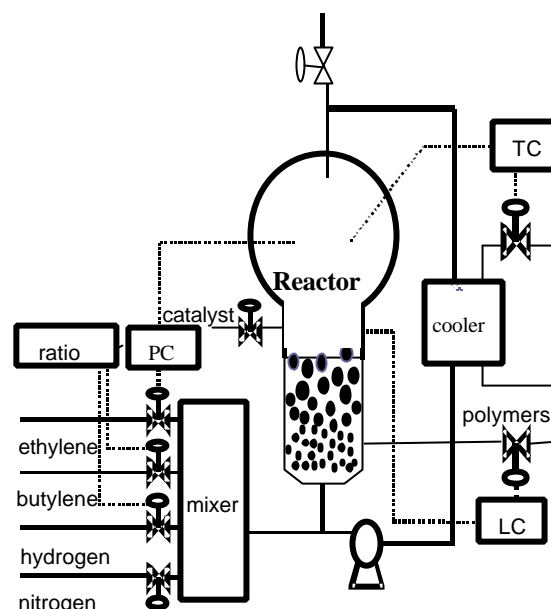 TC
Reactor
catalyst
cooler
ratio
PC
polymers
ethylene
butylene
mixer
LC
hydrogen
nitrogen